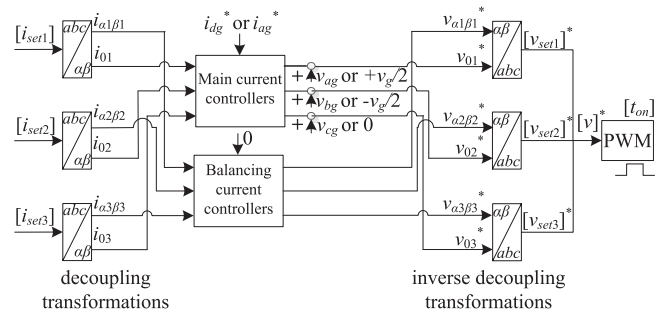 i_dg* or i_ag*
[i_set1] abc αβ i_α1β1 i_01
[i_set2] abc αβ i_α2β2 i_02
[i_set3] abc αβ i_α3β3 i_03
decoupling
transformations
Main current
controllers
+ v_ag or +v_g/2
+ v_bg or -v_g/2
+ v_cg or 0
0
Balancing
current
controllers
v_α1β1* v_01* αβ abc [v_set1]*
v_α2β2* v_02* αβ abc [v_set2]*
v_α3β3* v_03* αβ abc [v_set3]*
inverse decoupling
transformations
[v]*
[t_on]
PWM